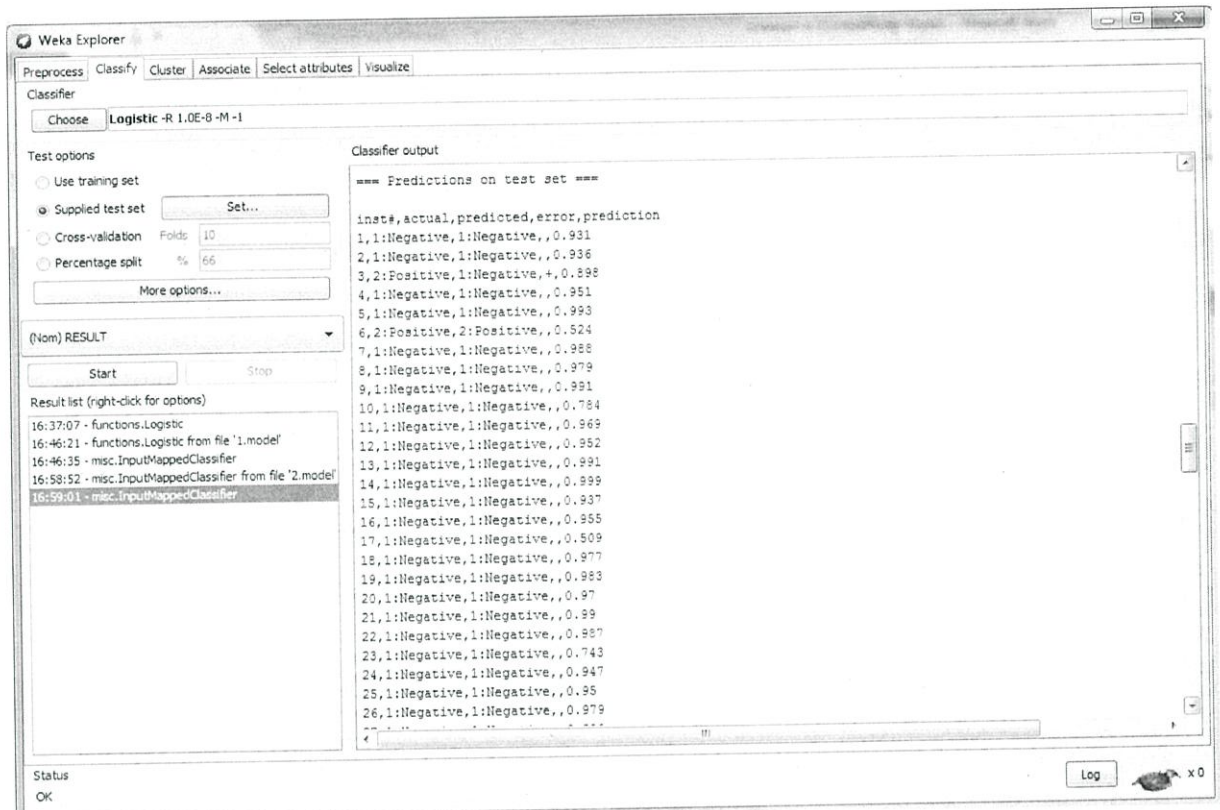 Weka Explorer
Preprocess Classify Cluster Associate Select attributes Visualize
Classifier
Choose Logistic -R 1.0E-8 -M -1
Test options
Use training set
Supplied test set Set...
Cross-validation Folds 10
Percentage split % 66
More options...
(Nom) RESULT
Start Stop
Result list (right-click for options)
16:37:07 - functions.Logistic
16:46:21 - functions.Logistic from file '1.model'
16:46:35 - misc.InputMappedClassifier
16:58:52 - misc.InputMappedClassifier from file '2.model'
16:59:01 - misc.InputMappedClassifier
Classifier output
=== Predictions on test set ===
inst#,actual,predicted,error,prediction
1,1:Negative,1:Negative,,0.931
2,1:Negative,1:Negative,,0.936
3,2:Positive,1:Negative,+,0.898
4,1:Negative,1:Negative,,0.951
5,1:Negative,1:Negative,,0.993
6,2:Positive,2:Positive,,0.524
7,1:Negative,1:Negative,,0.988
8,1:Negative,1:Negative,,0.979
9,1:Negative,1:Negative,,0.991
10,1:Negative,1:Negative,,0.784
11,1:Negative,1:Negative,,0.969
12,1:Negative,1:Negative,,0.952
13,1:Negative,1:Negative,,0.991
14,1:Negative,1:Negative,,0.999
15,1:Negative,1:Negative,,0.937
16,1:Negative,1:Negative,,0.955
17,1:Negative,1:Negative,,0.509
18,1:Negative,1:Negative,,0.977
19,1:Negative,1:Negative,,0.983
20,1:Negative,1:Negative,,0.97
21,1:Negative,1:Negative,,0.99
22,1:Negative,1:Negative,,0.987
23,1:Negative,1:Negative,,0.743
24,1:Negative,1:Negative,,0.947
25,1:Negative,1:Negative,,0.95
26,1:Negative,1:Negative,,0.979
Status
OK
Log x 0